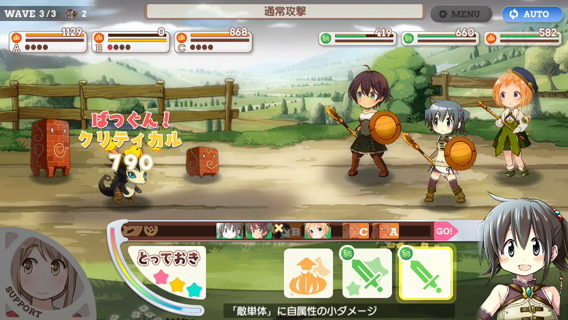 WAVE 3/3 2
通常攻撃
MENU
AUTO
A 1129
B 0
C 868
419
660
582
ばつぐん!
クリティカル
790
B C A GO!
とっておき
SUPPORT
「敵単体」に自属性の小ダメージ